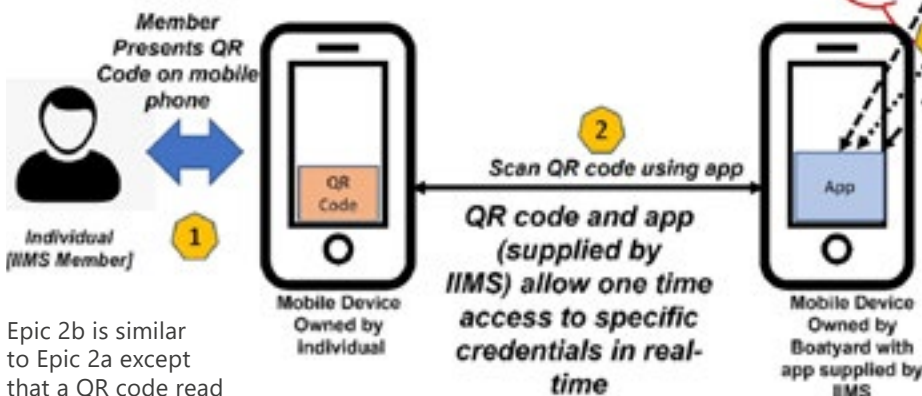 Member
Presents QR
Code on mobile
phone
1
Individual
[IIMS Member]
QR
Code
Mobile Device
Owned by
individual
2
Scan QR code using app
QR code and app
(supplied by
IIMS) allow one time
access to specific
credentials in real-
time
App
Mobile Device
Owned by
Boatyard with
app supplied by
IIMS
Epic 2b is similar
to Epic 2a except
that a QR code read